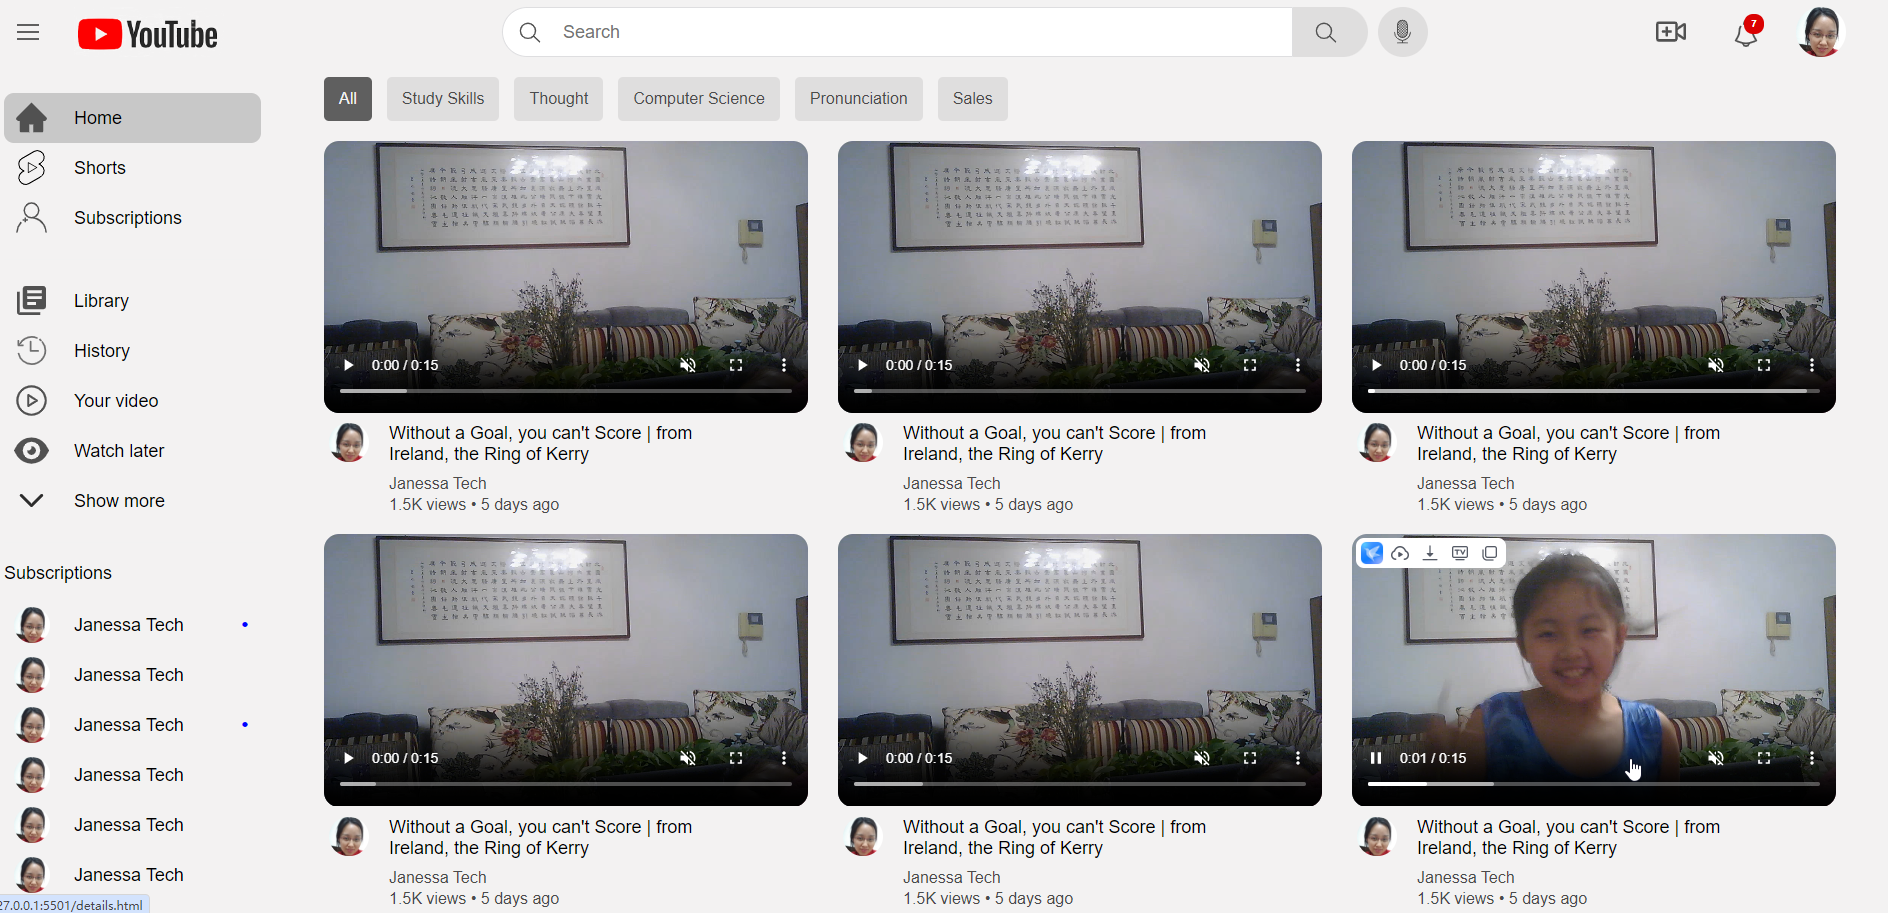 YouTube
Search
7
All
Study Skills
Thought
Computer Science
Pronunciation
Sales
Home
Shorts
Subscriptions
Library
History
Your video
Watch later
Show more
Subscriptions
Janessa Tech
Janessa Tech
Janessa Tech
Janessa Tech
Janessa Tech
Janessa Tech
0:00 / 0:15
0:00 / 0:15
0:00 / 0:15
Without a Goal, you can't Score | from
Ireland, the Ring of Kerry
Janessa Tech
1.5K views • 5 days ago
Without a Goal, you can't Score | from
Ireland, the Ring of Kerry
Janessa Tech
1.5K views • 5 days ago
Without a Goal, you can't Score | from
Ireland, the Ring of Kerry
Janessa Tech
1.5K views • 5 days ago
TV
0:00 / 0:15
0:00 / 0:15
0:01 / 0:15
Without a Goal, you can't Score | from
Ireland, the Ring of Kerry
Janessa Tech
1.5K views • 5 days ago
Without a Goal, you can't Score | from
Ireland, the Ring of Kerry
Janessa Tech
1.5K views • 5 days ago
Without a Goal, you can't Score | from
Ireland, the Ring of Kerry
Janessa Tech
1.5K views • 5 days ago
27.0.0.1:5501/details.html